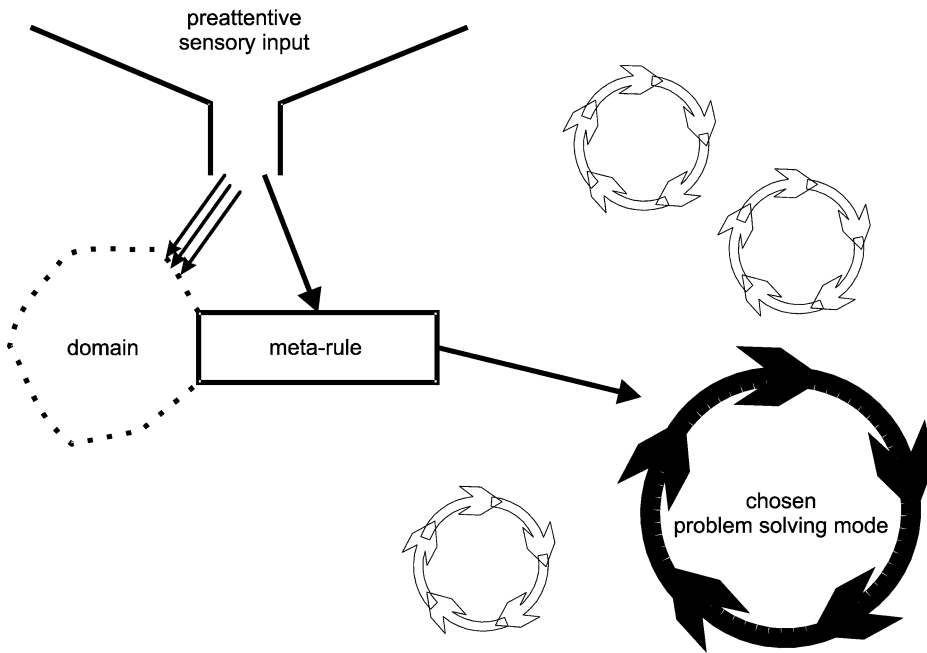 preattentive
sensory input
domain
meta-rule
chosen
problem solving mode